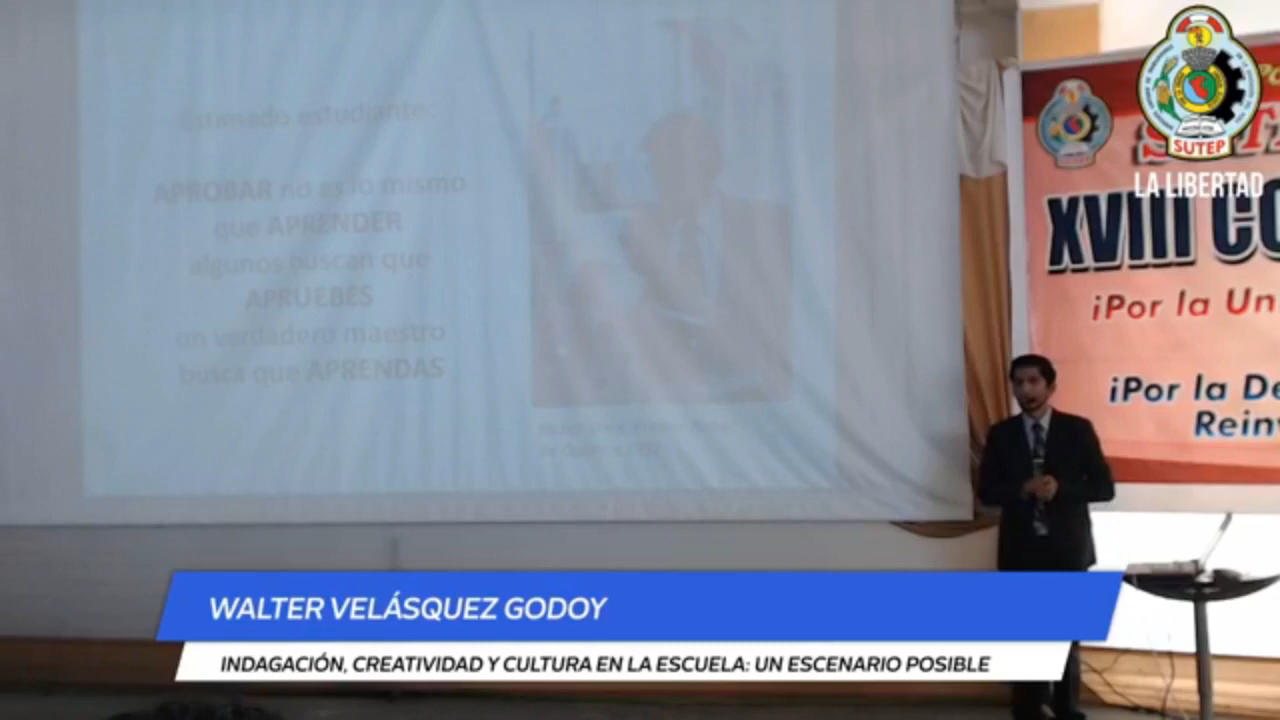 Estimado estudiante:
APROBAR no es lo mismo
que APRENDER
algunos buscan que
APRUEBES
un verdadero maestro
busca que APRENDAS
SUTEP
LA LIBERTAD
XVIII CO
¡Por la Un
¡Por la De
Rein
WALTER VELÁSQUEZ GODOY
INDAGACIÓN, CREATIVIDAD Y CULTURA EN LA ESCUELA: UN ESCENARIO POSIBLE